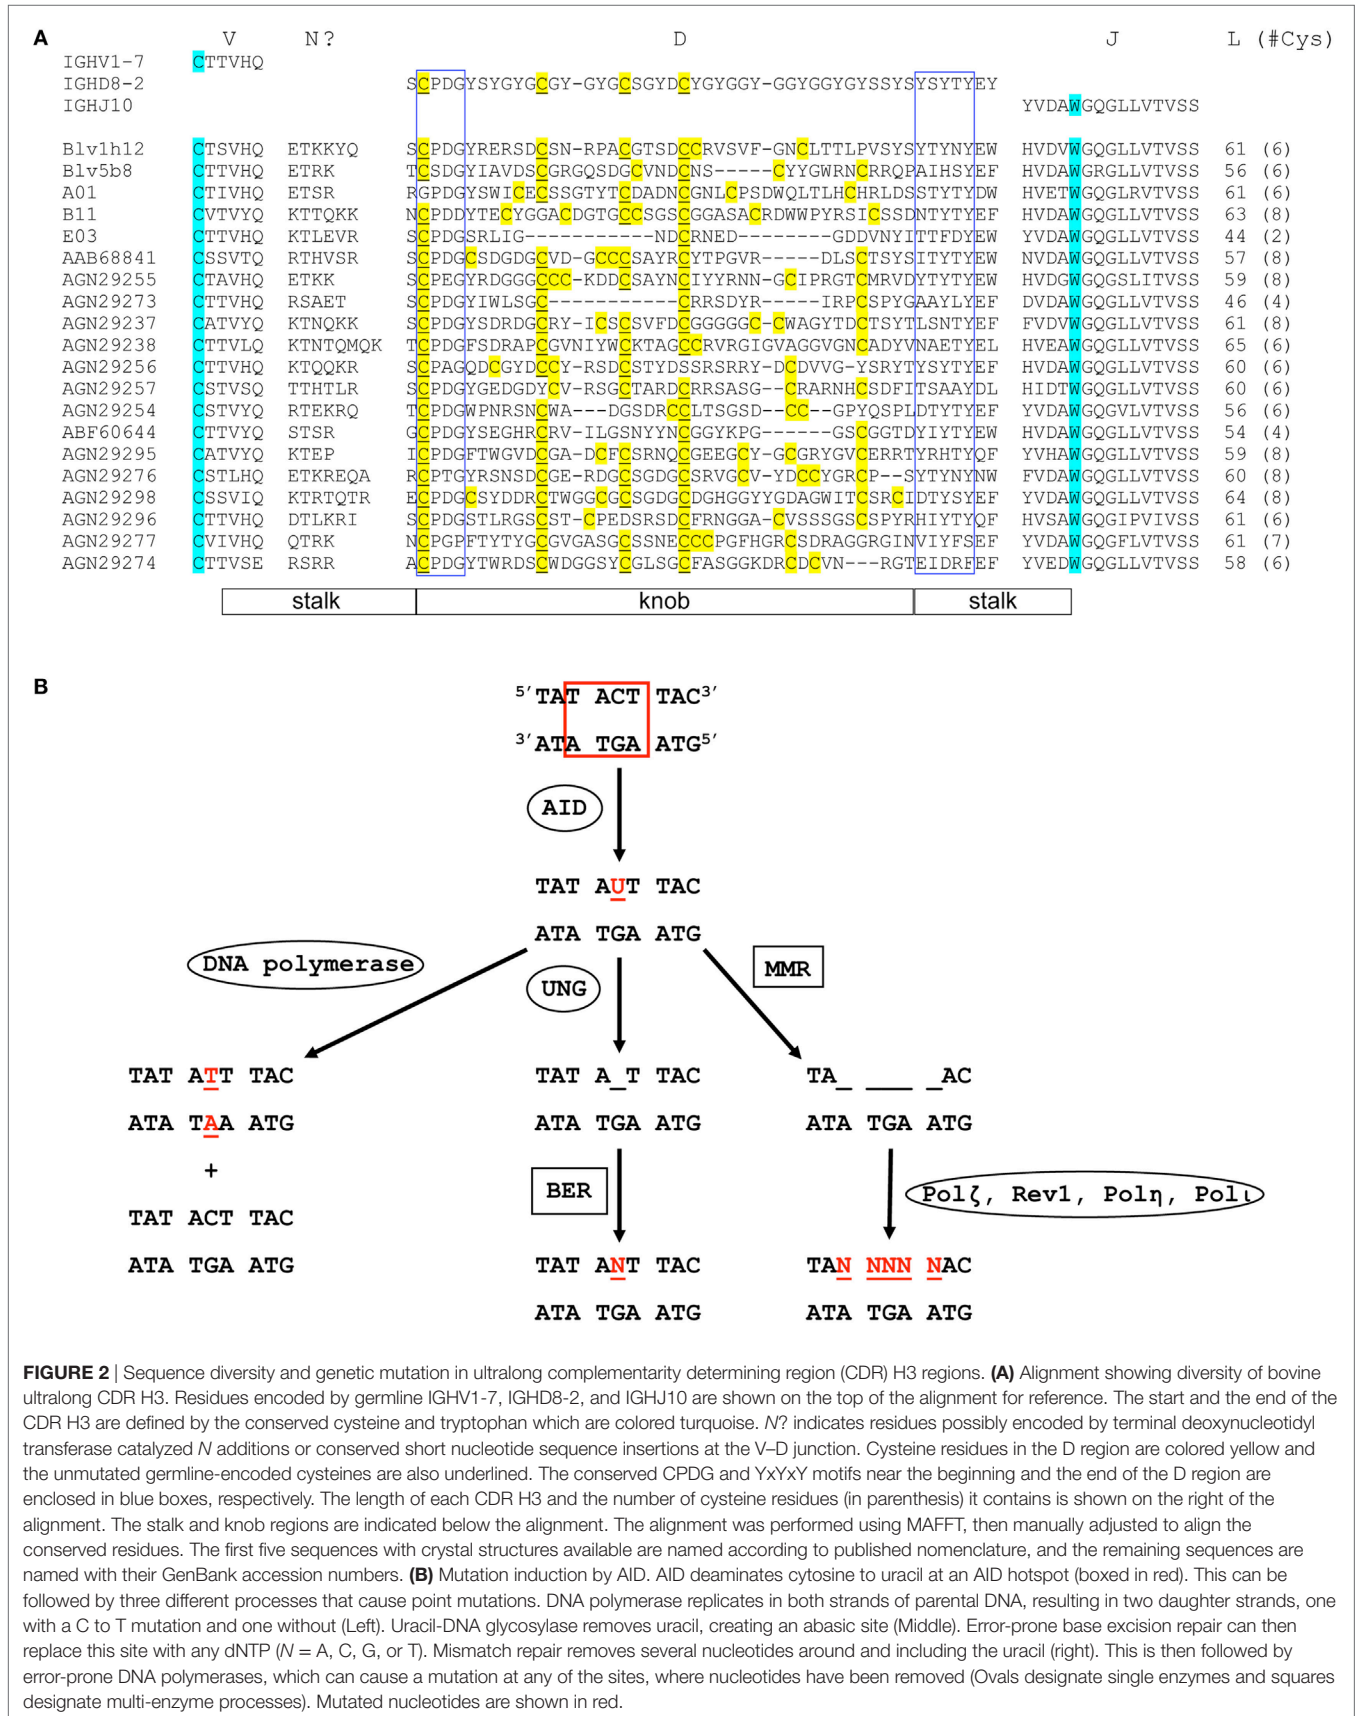 A V N? D J L (#Cys)
IGHV1-7 CTTVHQ
IGHD8-2 SCPDGYSYGYGCGY-GYGCSGYDCYGYGGY-GGYGGYGYSSYSYSYTYEY
IGHJ10 YVDAWGQGLLVTVSS
Blv1h12 CTSVHQ ETKKYQ SCPDGYRERSDCSN-RPACGTSDCCRVSVF-GNCLTTLPVSYSYTYNYEW HVDVWGQGLLVTVSS 61 (6)
Blv5b8 CTTVHQ ETRK TCSDGYIAVDSCGRGQSDGCVNDCNS-----CYYGWRNCRRQPAIHSYEY YVDAWGRGLLVTVSS 56 (6)
A01 CTIVHQ ETSR RGPDGYSWICECSSGTYTCDADNCGNLCPSDWQLTLHCHRLDSSTYTYDW HVETWGQGLRVTVSS 61 (6)
B11 CVTVYQ KTTQKK NCPDDYTECYGGACDGTGCCSGSCGGASACRDWWPYRSICSSDNTYTYEF HVDAWGQGLLVTVSS 63 (8)
E03 CTTVHQ KTLEVR SCPDGSRLIG-----------NDCRNED--------GDDVNYITTFDYEW YVDAWGQGLLVTVSS 44 (2)
AAB68841 CSSVTQ RTHVSR SCPDGCSDGDGCVD-GCCCSAYRCYTPGVR-----DLSCTSYSITYTYEW NVDAWGQGLLVTVSS 57 (8)
AGN29255 CTAVHQ ETKK SCPEGYRDGGGCCC-KDDCSAYNCIYYRNN-GCIPRGTCMRVDYTYTYEW HVDGWGQGSLITVSS 59 (8)
AGN29273 CTTVHQ RSAET SCPDGYIWLSGC-----------CRRSDYR-----IRPCSPYGAAYLYEF DVDAWGQGLLVTVSS 46 (4)
AGN29237 CATVYQ KTNQKK SCPDGYSDRDGCRY-ICSCSVFDCGGGGGC-CWAGYTDCTSYTLSNTYEF FVDVWGQGLLVTVSS 61 (8)
AGN29238 CTTVLQ KTNTQMQK TCPDGFSDRAPCGVNIYWCKTAGCCRVRGIGVAGGVGNCADYVNAETYEL HVEAWGQGLLVTVSS 65 (6)
AGN29256 CTTVHQ KTQQKR SCPAGQDCGYDCCY-RSDCSTYDSSRSRRY-DCDVVG-YSRYTYSYTYEF YVDAWGQGLLVTVSS 60 (6)
AGN29257 CSTVSQ TTHTLR SCPDGYGEDGDYCV-RSGCTARDCRRSASG--CRARNHCSDFITSAAYDL HIDTWGQGLLVTVSS 60 (6)
AGN29254 CSTVYQ RTEKRQ TCPDGWPNRSNCWA---DGSDRCCLTSGSD--CC--GPYQSPLDTYTYEF YVDAWGQGVLVTVSS 56 (6)
ABF60644 CTTVYQ STSR GCPDGYSEGHRCRV-ILGSNYYNCGGYKPG------GSCGGTDYIYTYEW HVDAWGQGLLVTVSS 54 (4)
AGN29295 CATVYQ KTEP ICPDGFTWGVDCGA-DCFCSRNQCGEEGCY-GCGRYGVCERRTYRHTYQF YVHAWGQGLLVTVSS 59 (8)
AGN29276 CSTLHQ ETKREQA RCPTGYRSNSDCGE-RDGCSGDGCSRVGCV-YDCCYGRCP--SYTYNYNW FVDAWGQGLLVTVSS 60 (8)
AGN29298 CSSVIQ KTRTQTR ECPDGCSYDDRCTWGGCGCSGDGCDGHGGYYGDAGWITCSRCIDTYSYEF YVDAWGQGLLVTVSS 64 (8)
AGN29296 CTTVHQ DTLKRI SCPDGSTLRGSCST-CPEDSRSDCFRNGGA-CVSSSGSCSPYRHIYTYQF HVSAWGQGIPVIVSS 61 (6)
AGN29277 CVIVHQ QTRK NCPGPFTYTYGCGVGASGCSSNECCCPGFHGRCSDRAGGRGINVIYFSEF YVDAWGQGFLVTVSS 61 (7)
AGN29274 CTTVSE RSRR ACPDGYTWRDSCWDGGSYCGLSGCFASGGKDRCDCVN---RGTEIDRFEF YVEDWGQGLLVTVSS 58 (6)
stalk knob stalk
B
5′TAT ACT TAC3′
3′ATA TGA ATG5′
AID
TAT AUT TAC
ATA TGA ATG
DNA polymerase UNG MMR
TAT ATT TAC TAT A_T TAC TA_ ___ _AC
ATA TAA ATG ATA TGA ATG ATA TGA ATG
+
BER Polζ, Rev1, Polη, Polι
TAT ACT TAC
ATA TGA ATG
TAT ANT TAC TAN NNN NAC
ATA TGA ATG ATA TGA ATG
FIGURE 2 | Sequence diversity and genetic mutation in ultralong complementarity determining region (CDR) H3 regions. (A) Alignment showing diversity of bovine
ultralong CDR H3. Residues encoded by germline IGHV1-7, IGHD8-2, and IGHJ10 are shown on the top of the alignment for reference. The start and the end of the
CDR H3 are defined by the conserved cysteine and tryptophan which are colored turquoise. N? indicates residues possibly encoded by terminal deoxynucleotidyl
transferase catalyzed N additions or conserved short nucleotide sequence insertions at the V–D junction. Cysteine residues in the D region are colored yellow and
the unmutated germline-encoded cysteines are also underlined. The conserved CPDG and YxYxY motifs near the beginning and the end of the D region are
enclosed in blue boxes, respectively. The length of each CDR H3 and the number of cysteine residues (in parenthesis) it contains is shown on the right of the
alignment. The stalk and knob regions are indicated below the alignment. The alignment was performed using MAFFT, then manually adjusted to align the
conserved residues. The first five sequences with crystal structures available are named according to published nomenclature, and the remaining sequences are
named with their GenBank accession numbers. (B) Mutation induction by AID. AID deaminates cytosine to uracil at an AID hotspot (boxed in red). This can be
followed by three different processes that cause point mutations. DNA polymerase replicates in both strands of parental DNA, resulting in two daughter strands, one
with a C to T mutation and one without (Left). Uracil-DNA glycosylase removes uracil, creating an abasic site (Middle). Error-prone base excision repair can then
replace this site with any dNTP (N = A, C, G, or T). Mismatch repair removes several nucleotides around and including the uracil (right). This is then followed by
error-prone DNA polymerases, which can cause a mutation at any of the sites, where nucleotides have been removed (Ovals designate single enzymes and squares
designate multi-enzyme processes). Mutated nucleotides are shown in red.